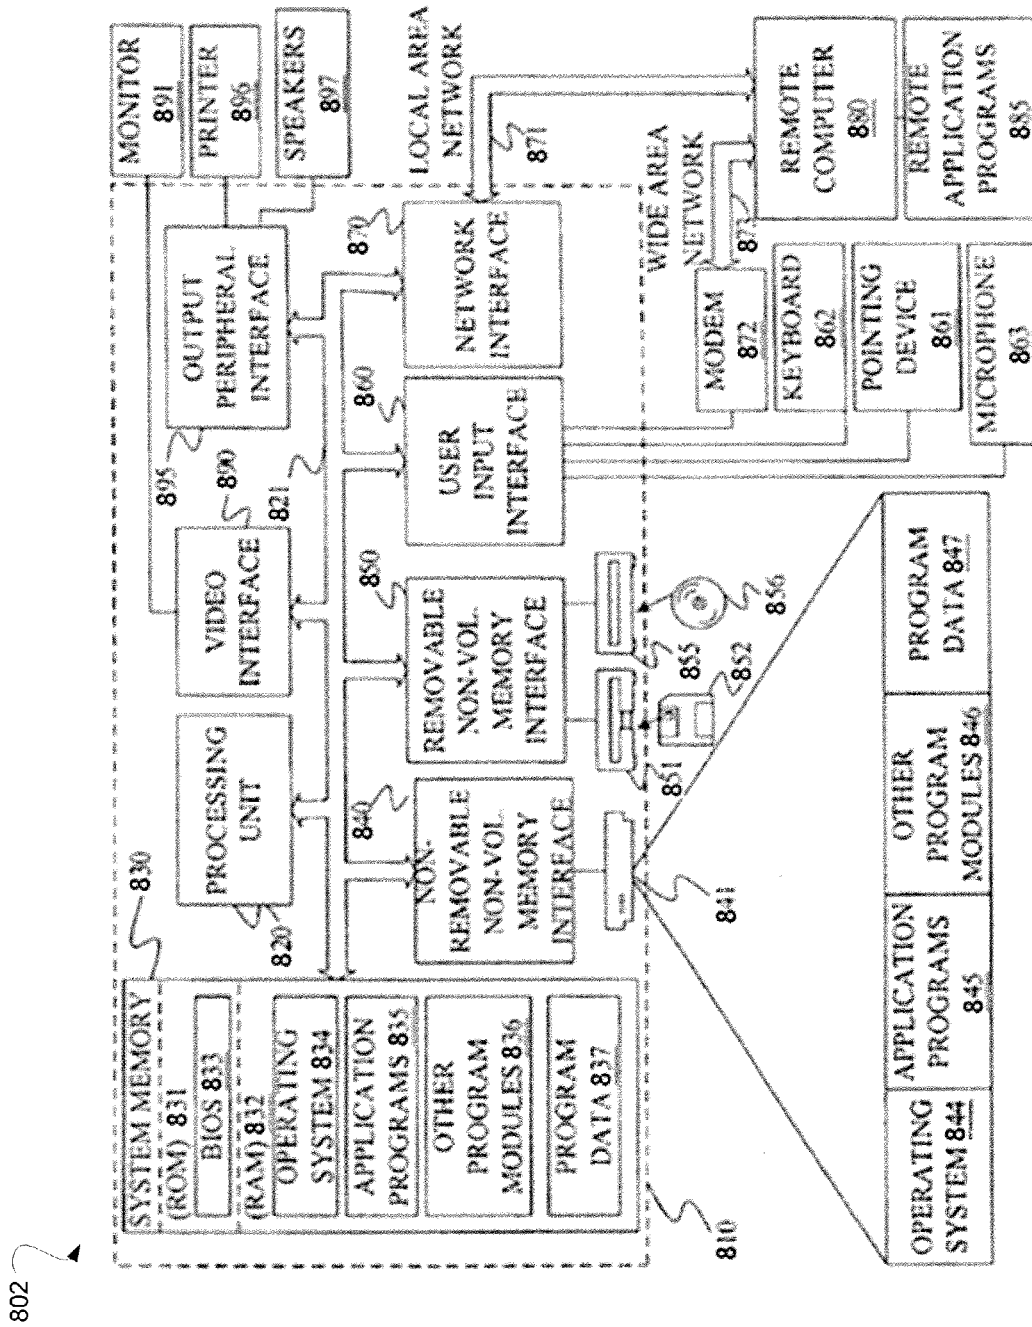 802
SYSTEM MEMORY
(ROM) 831
BIOS 833
(RAM) 832
OPERATING
SYSTEM 834
APPLICATION
PROGRAMS 835
OTHER
PROGRAM
MODULES 836
PROGRAM
DATA 837
830
PROCESSING
UNIT
820
VIDEO
INTERFACE
890
821
OUTPUT
PERIPHERAL
INTERFACE
895
MONITOR
891
PRINTER
896
SPEAKERS
897
NON-
REMOVABLE
NON-VOL.
MEMORY
INTERFACE
840
REMOVABLE
NON-VOL.
MEMORY
INTERFACE
850
USER
INPUT
INTERFACE
860
NETWORK
INTERFACE
870
LOCAL AREA
NETWORK
871
810
841
851
852
855
856
WIDE AREA
NETWORK
873
MODEM
872
KEYBOARD
862
POINTING
DEVICE
861
MICROPHONE
863
REMOTE
COMPUTER
880
REMOTE
APPLICATION
PROGRAMS
885
OPERATING
SYSTEM 844
APPLICATION
PROGRAMS
845
OTHER
PROGRAM
MODULES 846
PROGRAM
DATA 847